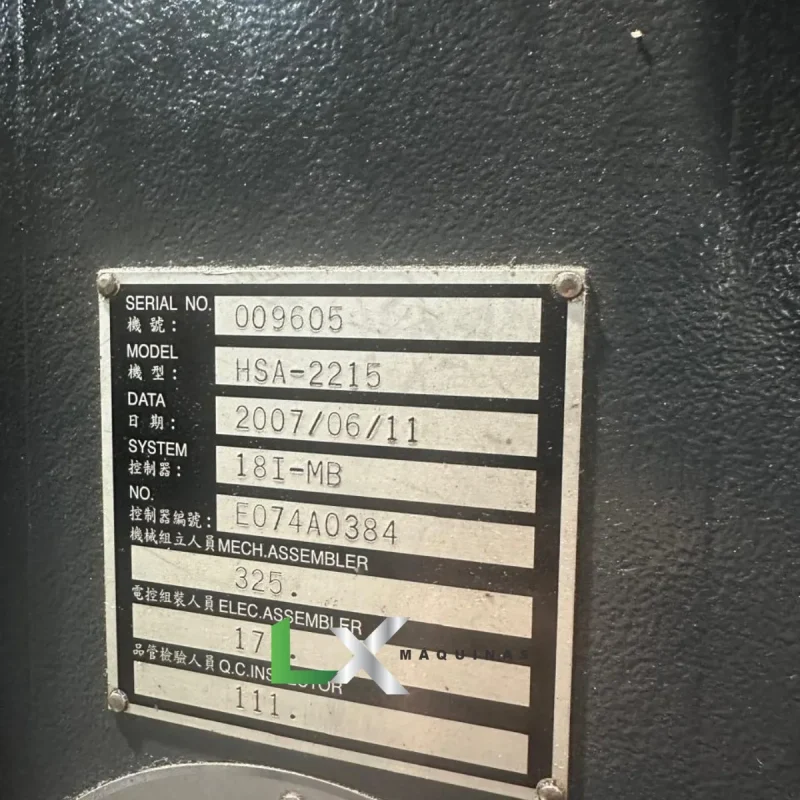 SERIAL NO.
機號: 009605
MODEL
機型: HSA-2215
DATA
日期: 2007/06/11
SYSTEM
控制器: 18I-MB
NO.
控制器編號: E074A0384
機械組立人員 MECH.ASSEMBLER
325.
電控組裝人員 ELEC.ASSEMBLER
品管檢驗人員 Q.C.INSPECTOR
111.
LX MAQUINAS